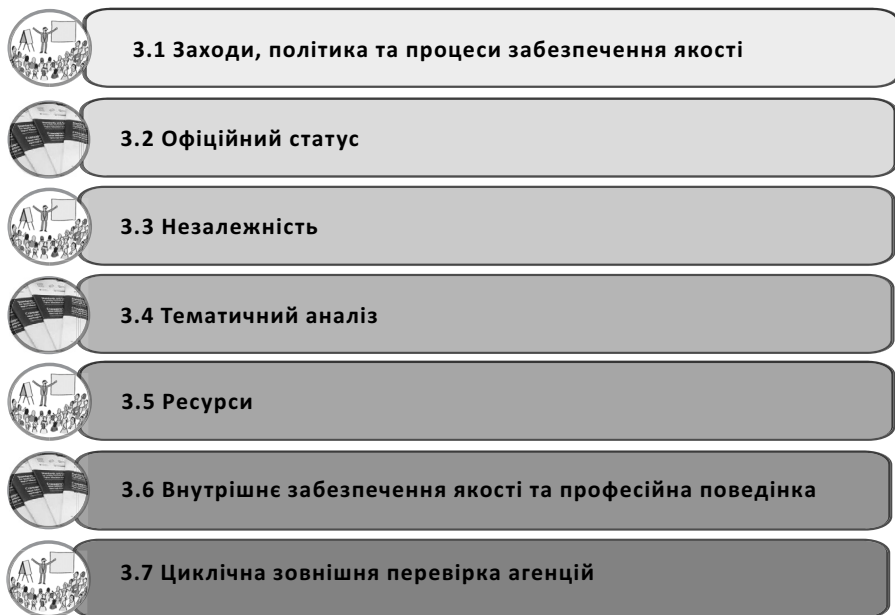 3.1 Заходи, політика та процеси забезпечення якості
3.2 Офіційний статус
3.3 Незалежність
3.4 Тематичний аналіз
3.5 Ресурси
3.6 Внутрішнє забезпечення якості та професійна поведінка
3.7 Циклічна зовнішня перевірка агенцій